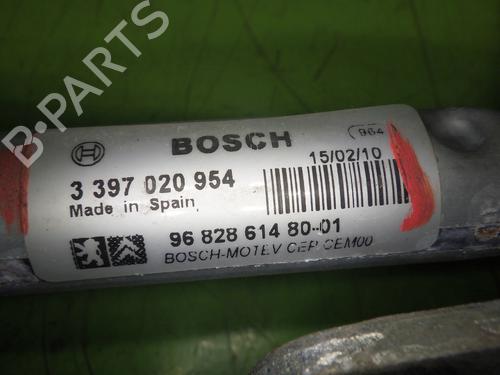 BOSCH
964
15/02/10
3 397 020 954
Made in Spain
96 828 614 80-01
BOSCH-MOTEV CEP CEM00
B-PARTS